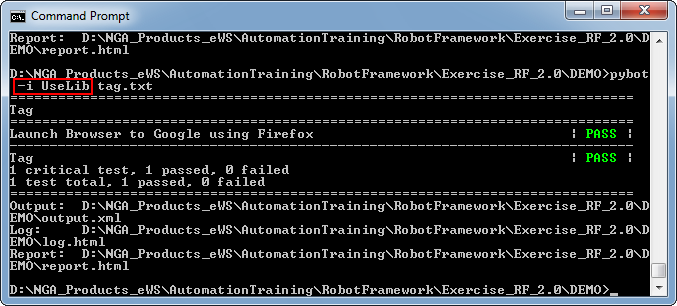 Command Prompt
Report:  D:\NGA_Products_eWS\AutomationTraining\RobotFramework\Exercise_RF_2.0\D
EMO\report.html
D:\NGA_Products_eWS\AutomationTraining\RobotFramework\Exercise_RF_2.0\DEMO>pybot
-i UseLib tag.txt
==============================================================================
Tag
==============================================================================
Launch Browser to Google using Firefox                                | PASS |
------------------------------------------------------------------------------
Tag                                                                   | PASS |
1 critical test, 1 passed, 0 failed
1 test total, 1 passed, 0 failed
==============================================================================
Output:  D:\NGA_Products_eWS\AutomationTraining\RobotFramework\Exercise_RF_2.0\D
EMO\output.xml
Log:     D:\NGA_Products_eWS\AutomationTraining\RobotFramework\Exercise_RF_2.0\D
EMO\log.html
Report:  D:\NGA_Products_eWS\AutomationTraining\RobotFramework\Exercise_RF_2.0\D
EMO\report.html
D:\NGA_Products_eWS\AutomationTraining\RobotFramework\Exercise_RF_2.0\DEMO>_